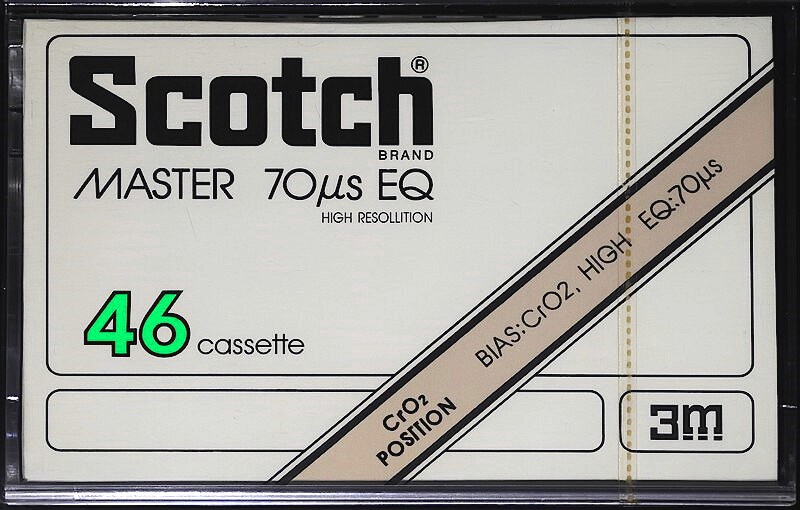 Scotch®
BRAND
MASTER 70µs EQ
HIGH RESOLLITION
46 cassette
BIAS:CrO2, HIGH EQ:70µs
CrO₂
POSITION
3m